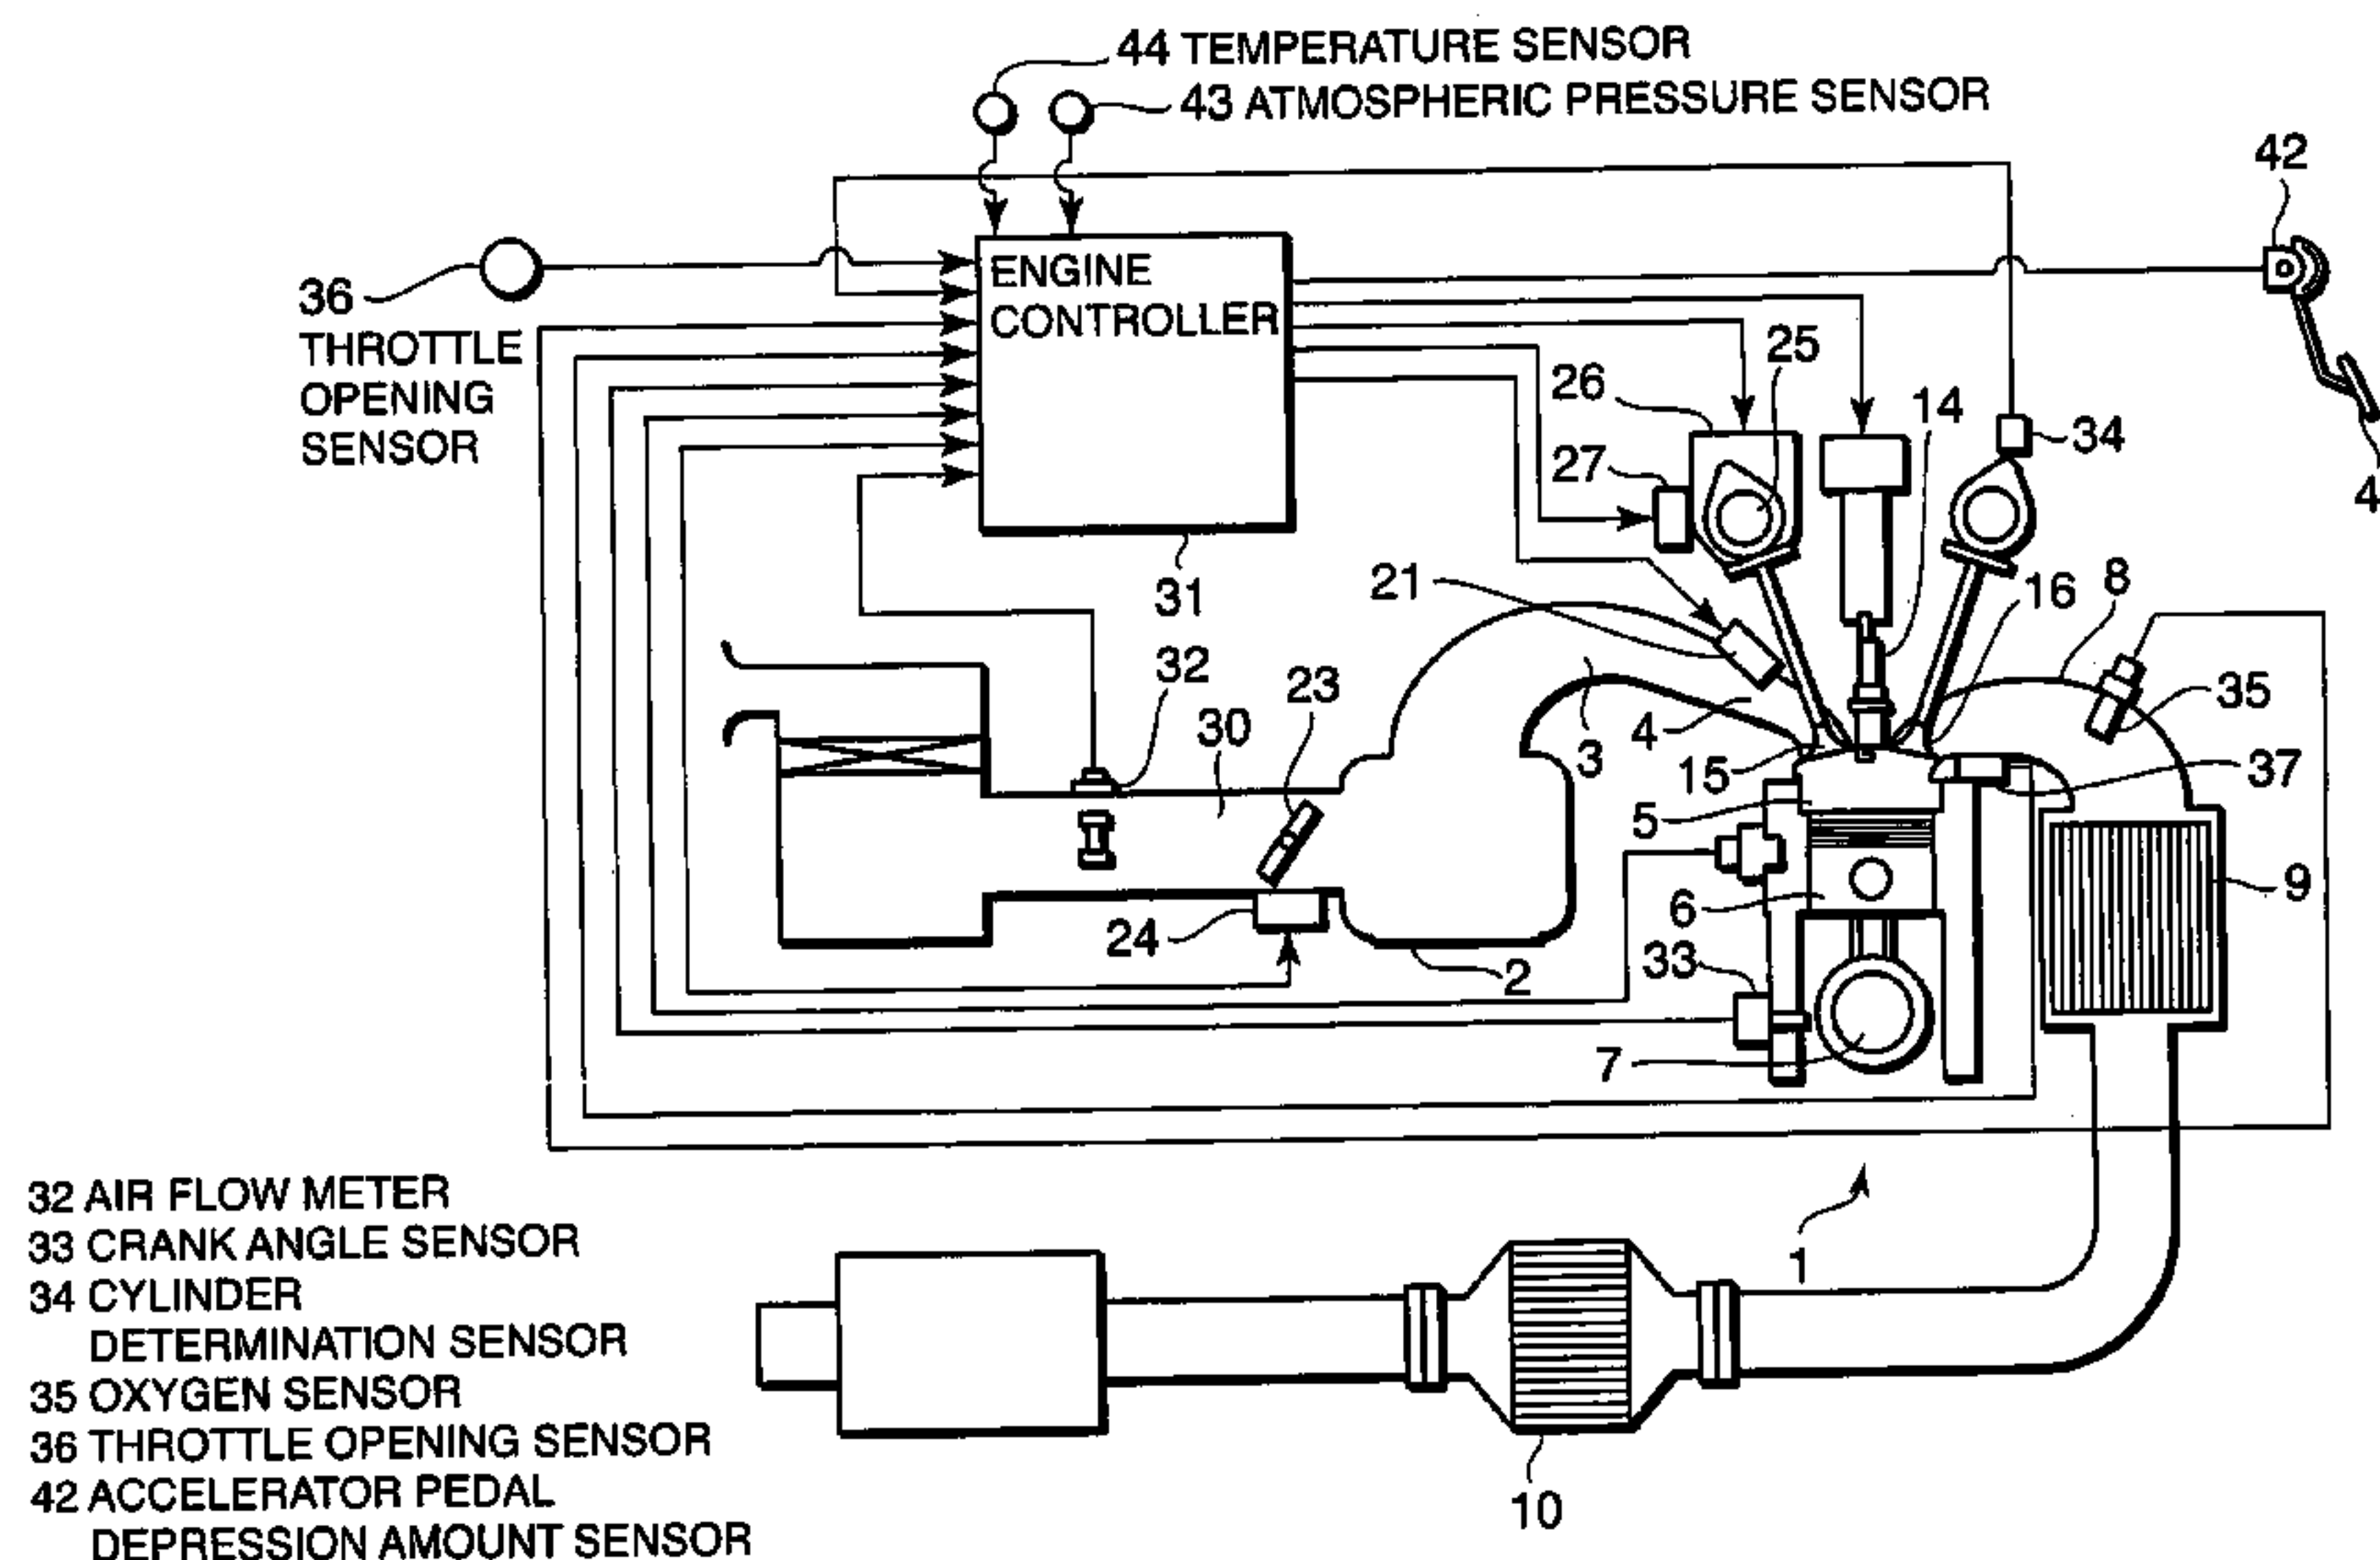 44 TEMPERATURE SENSOR
43 ATMOSPHERIC PRESSURE SENSOR
42
36
THROTTLE
OPENING
SENSOR
ENGINE
CONTROLLER
25
26
14
34
27
4
31
21
16
8
32
23
35
30
4
3
15
37
5
9
6
24
33
2
7
1
10
32 AIR FLOW METER
33 CRANK ANGLE SENSOR
34 CYLINDER
DETERMINATION SENSOR
35 OXYGEN SENSOR
36 THROTTLE OPENING SENSOR
42 ACCELERATOR PEDAL
DEPRESSION AMOUNT SENSOR